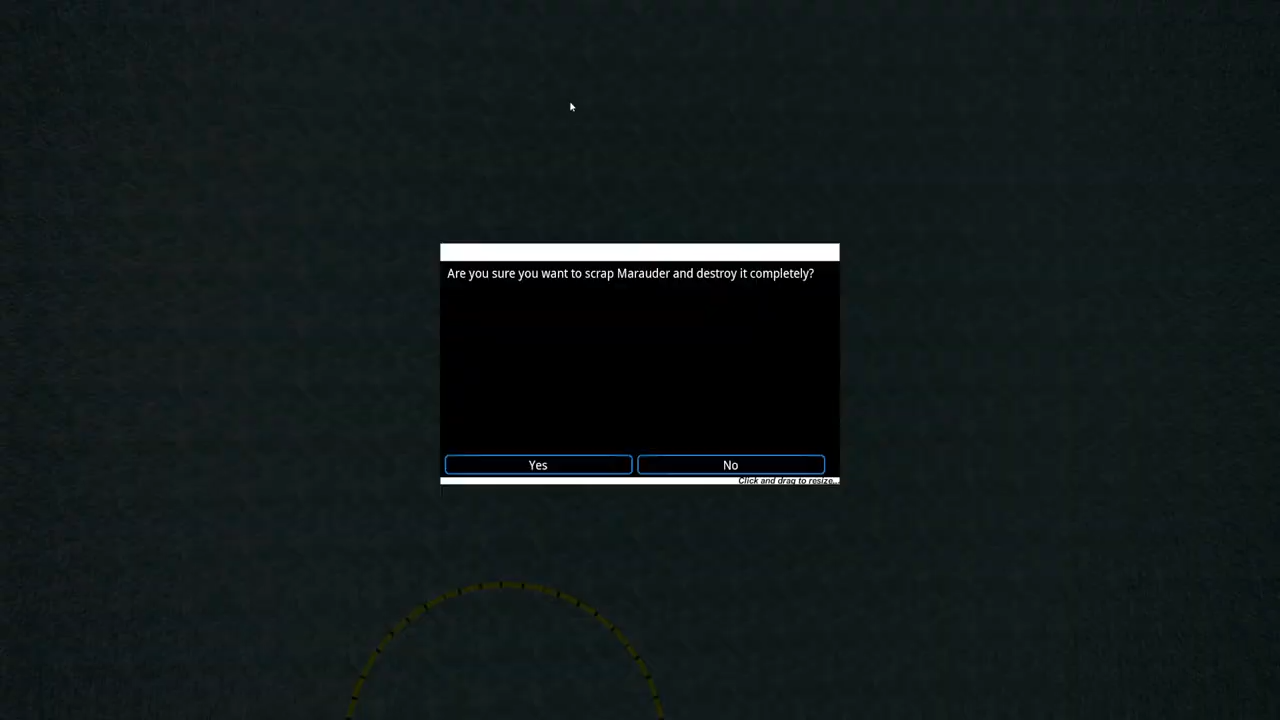 Are you sure you want to scrap Marauder and destroy it completely?
Yes No
Click and drag to resize...